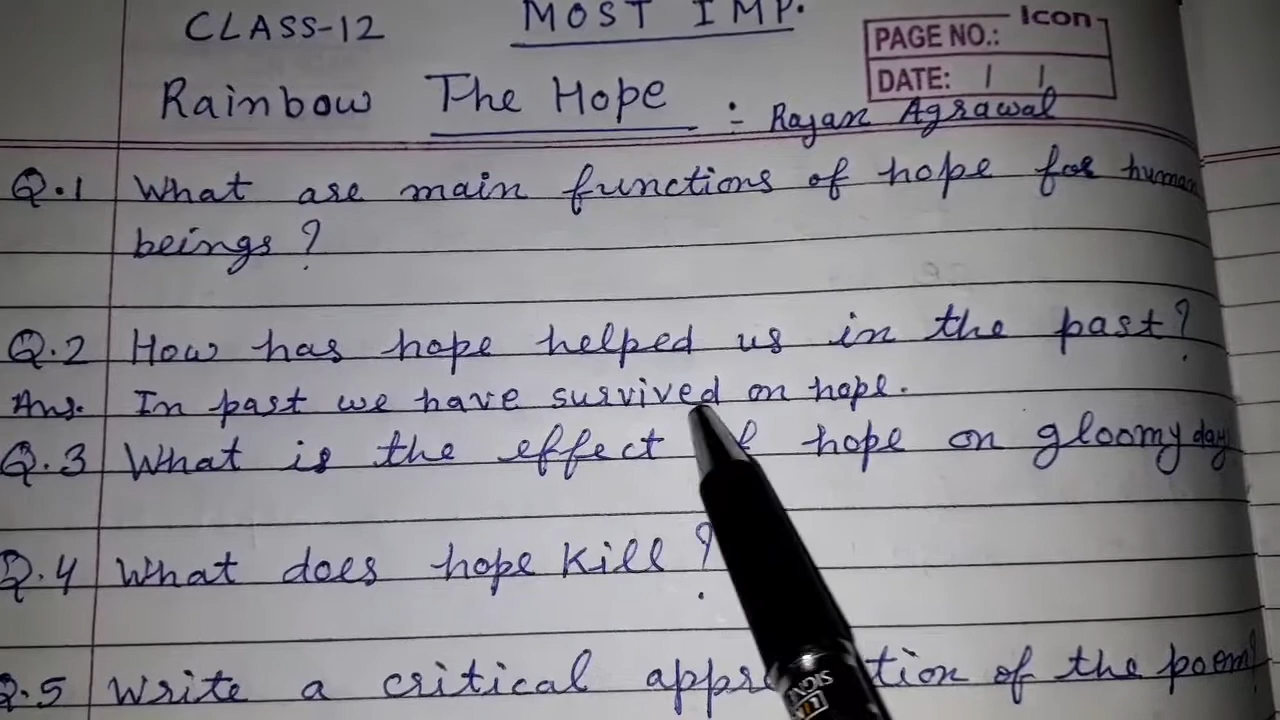 CLASS-12 MOST IMP.
Icon
PAGE NO.:
DATE: / /
Rainbow The Hope :- Rajan Agrawal
Q.1 What are main functions of hope for human
beings?
Q.2 How has hope helped us in the past?
Ans. In past we have survived on hope.
Q.3 What is the effect hope on gloomy day
Q.4 What does hope kill?
Q.5 Write a critical appre tion of the poem?